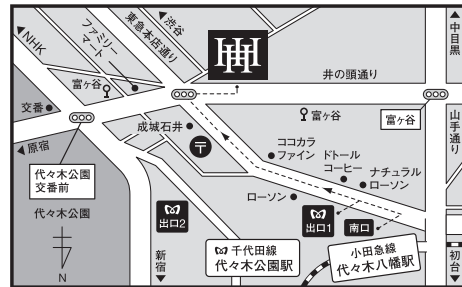 NHK
ファミリー
マート
東急本店通り
渋谷
HH
中目黒
井の頭通り
富ヶ谷
交番
富ヶ谷
富ヶ谷
山手通り
成城石井
〒
原宿
ココカラ
ファイン
ドトール
コーヒー
ナチュラル
ローソン
代々木公園
交番前
ローソン
代々木公園
出口2
出口1
南口
N
新宿
千代田線
代々木公園駅
小田急線
代々木八幡駅
初台